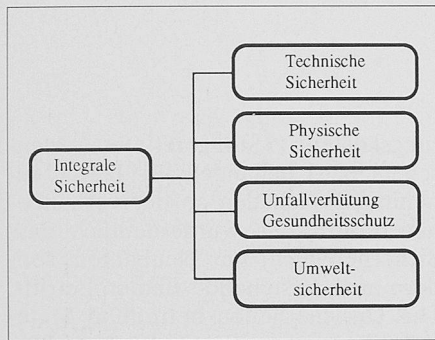 Technische
Sicherheit
Physische
Sicherheit
Integrale
Sicherheit
Unfallverhütung
Gesundheitsschutz
Umwelt-
sicherheit